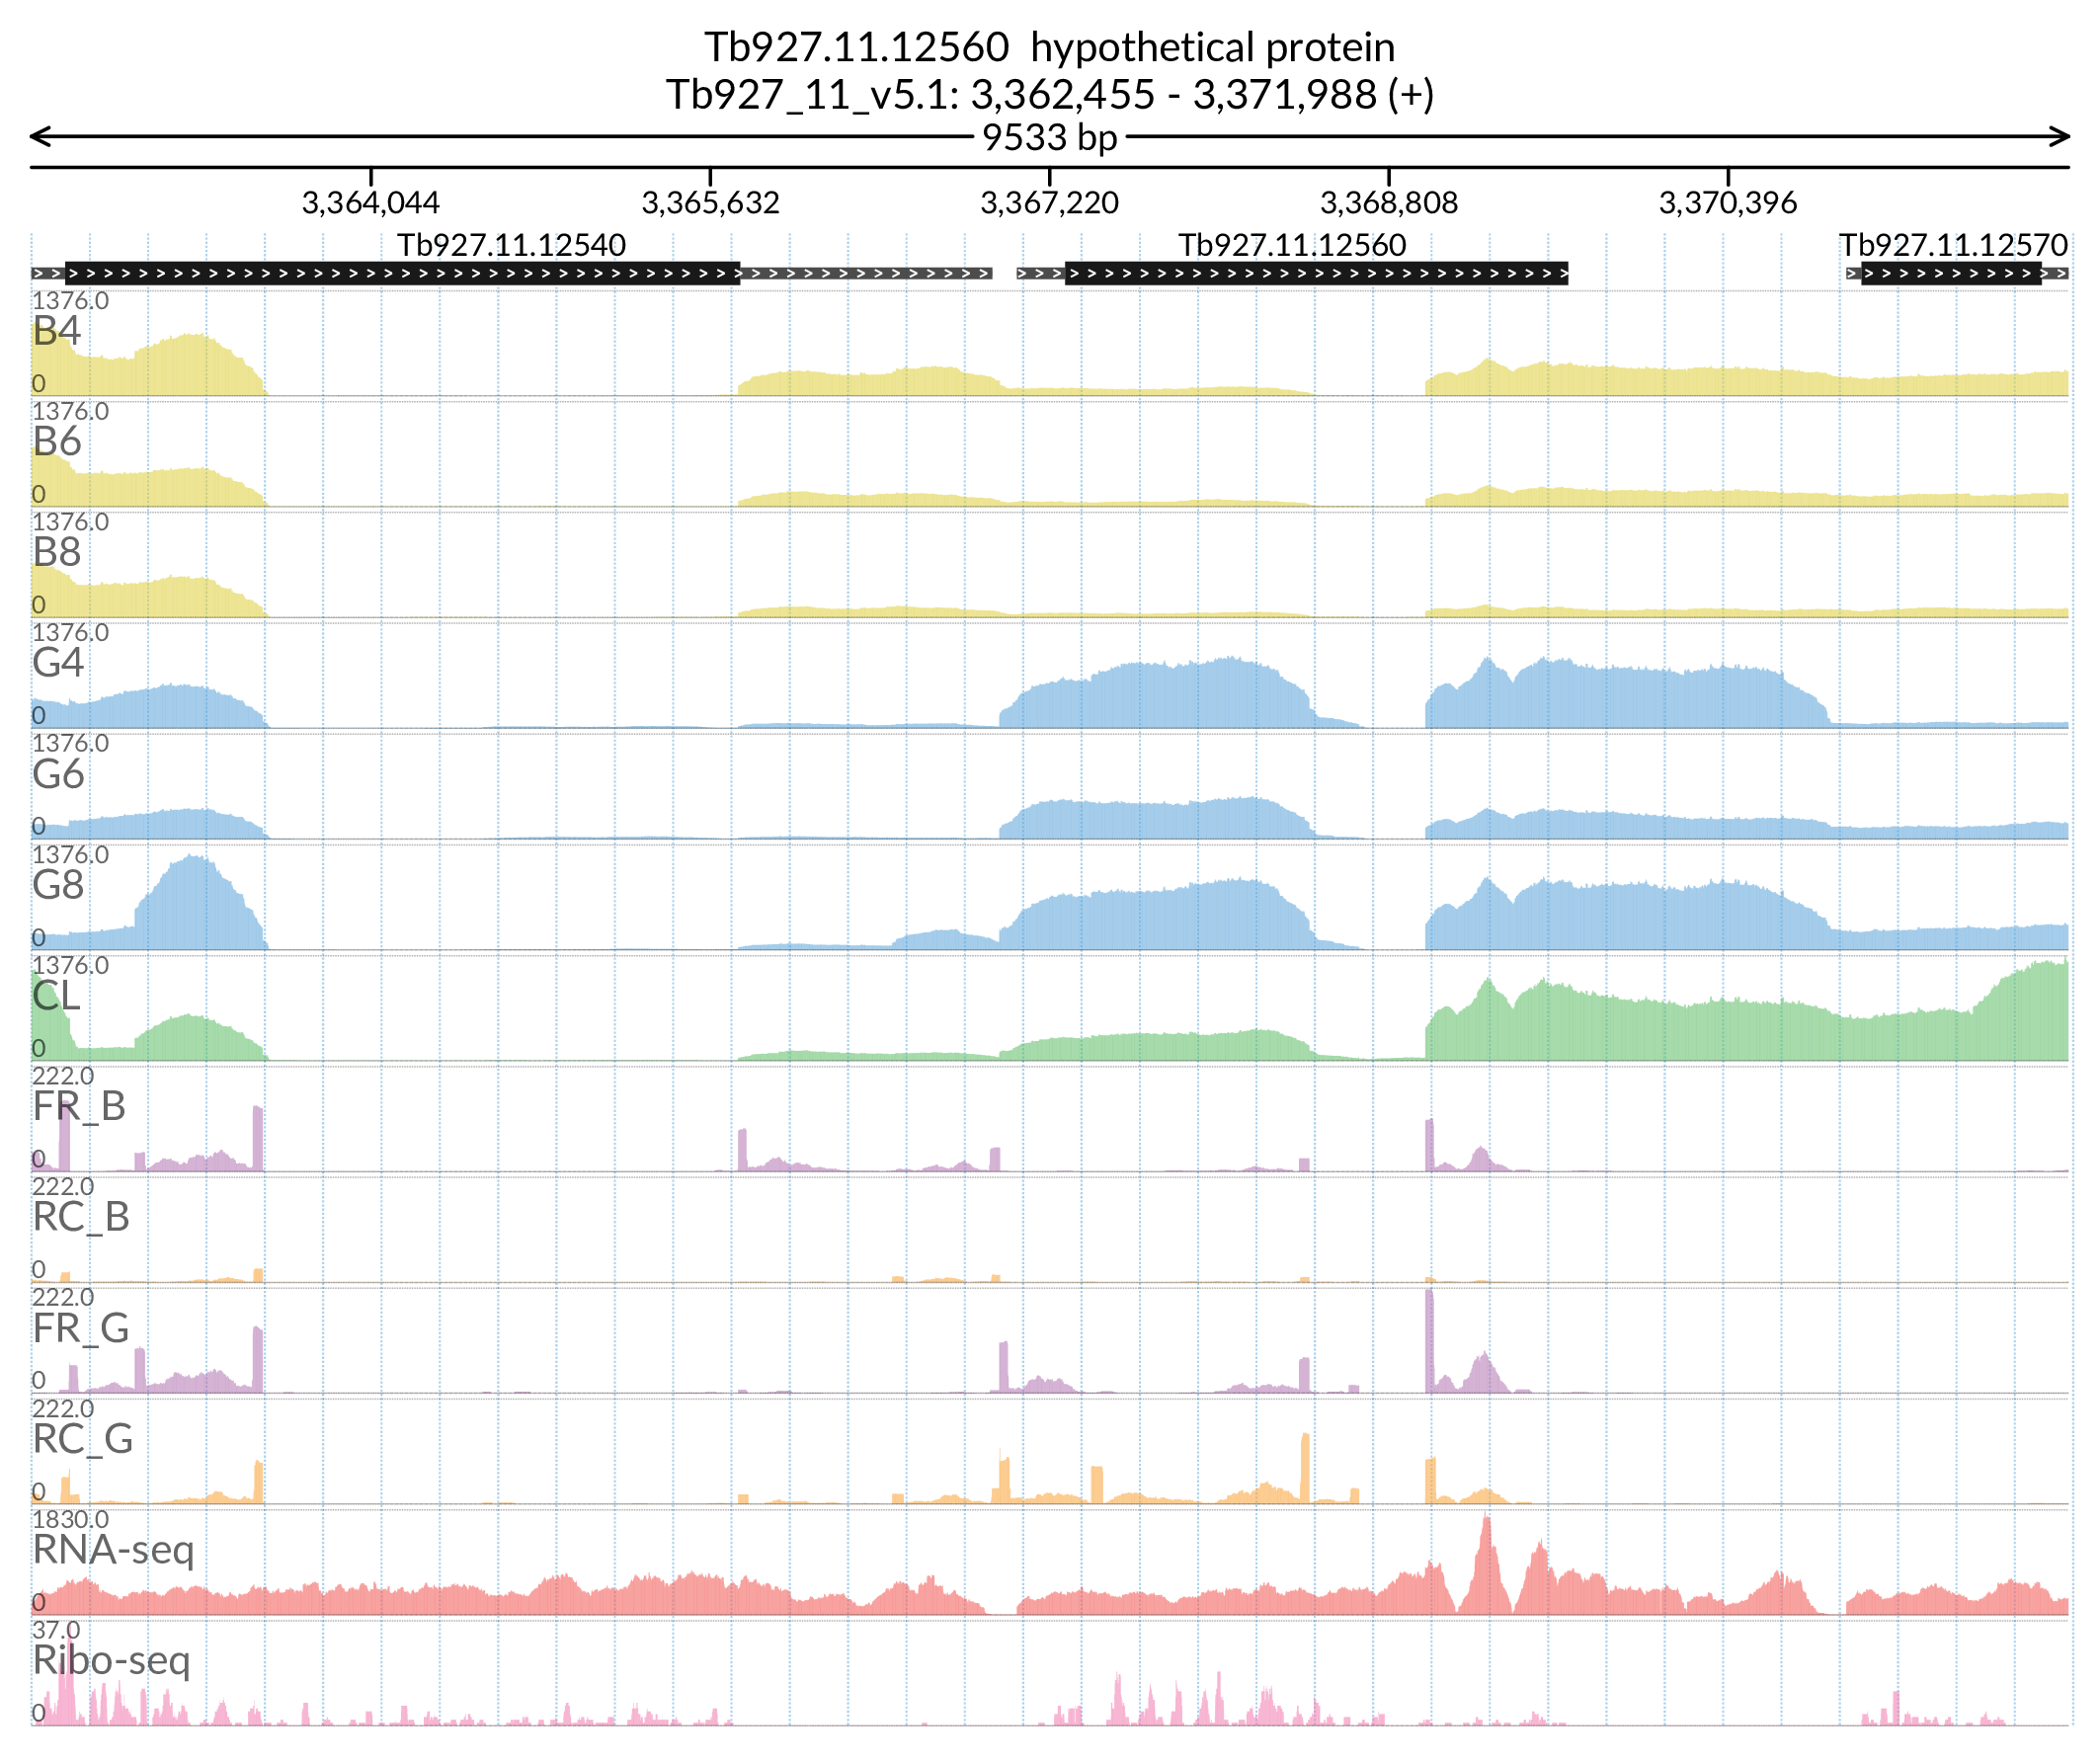 Tb927.11.12560  hypothetical protein
Tb927_11_v5.1: 3,362,455 - 3,371,988 (+)
9533 bp
3,364,044 3,365,632 3,367,220 3,368,808 3,370,396
Tb927.11.12540 Tb927.11.12560 Tb927.11.12570
1376.0
B4
0
1376.0
B6
0
1376.0
B8
0
1376.0
G4
0
1376.0
G6
0
1376.0
G8
0
1376.0
CL
0
222.0
FR_B
0
222.0
RC_B
0
222.0
FR_G
0
222.0
RC_G
0
1830.0
RNA-seq
0
37.0
Ribo-seq
0